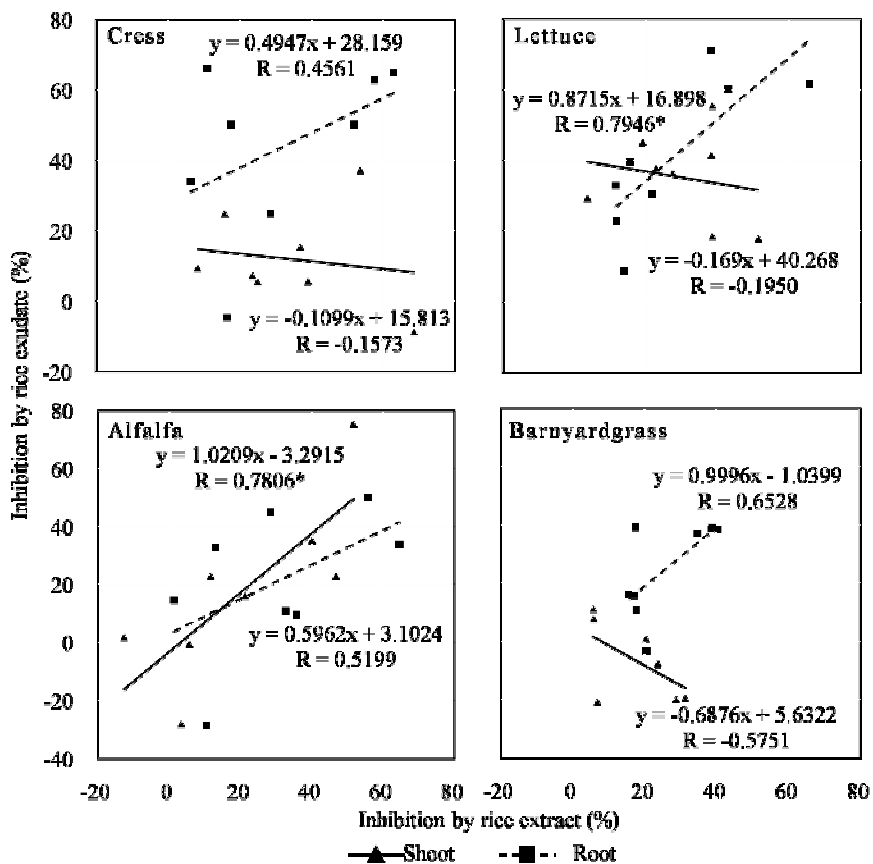 80
60
40
20
0
-20
Cress
y = 0.4947x + 28.159
R = 0.4561
y = -0.1099x + 15.813
R = -0.1573
Lettuce
y = 0.8715x + 16.898
R = 0.7946*
y = -0.169x + 40.268
R = -0.1950
Inhibition by rice exudate (%)
80
60
40
20
0
-20
-40
Alfalfa
y = 1.0209x - 3.2915
R = 0.7806*
y = 0.5962x + 3.1024
R = 0.5199
Barnyardgrass
y = 0.9996x - 1.0399
R = 0.6528
y = -0.6876x + 5.6322
R = -0.5751
-20 0 20 40 60 80
-20 0 20 40 60 80
Inhibition by rice extract (%)
Shoot Root